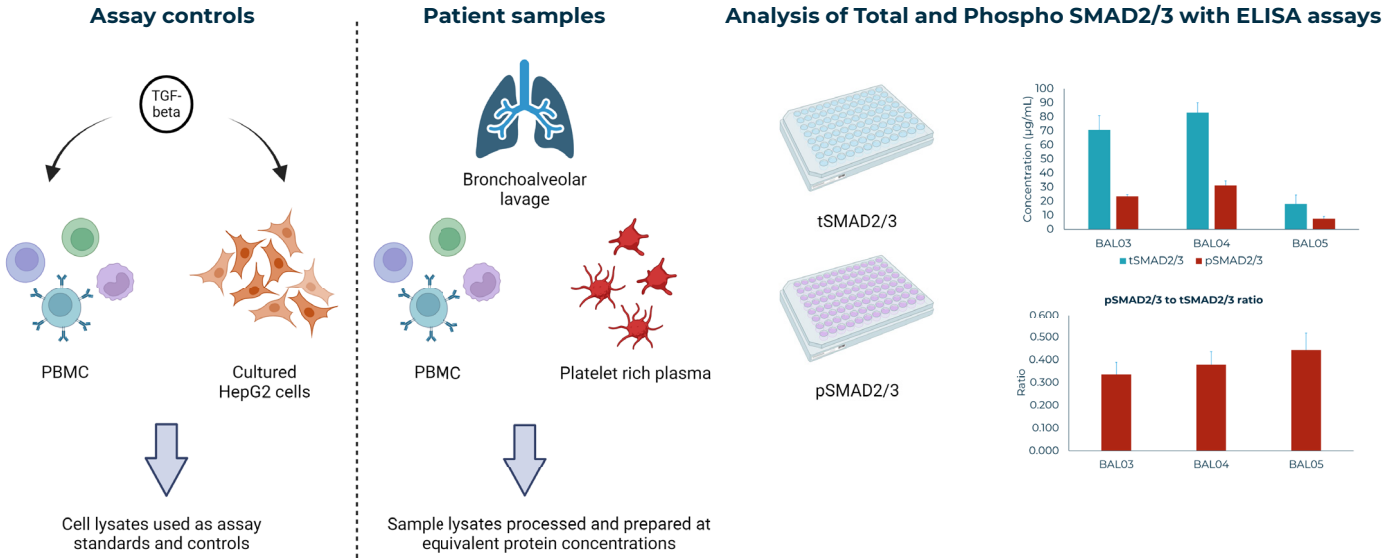 Assay controls
TGF-
beta
PBMC
Cultured
HepG2 cells
Cell lysates used as assay
standards and controls
Patient samples
Bronchoalveolar
lavage
PBMC
Platelet rich plasma
Sample lysates processed and prepared at
equivalent protein concentrations
Analysis of Total and Phospho SMAD2/3 with ELISA assays
tSMAD2/3
pSMAD2/3
Concentration (µg/mL)
100
90
80
70
60
50
40
30
20
10
0
BAL03 BAL04 BAL05
tSMAD2/3 pSMAD2/3
pSMAD2/3 to tSMAD2/3 ratio
Ratio
0.600
0.500
0.400
0.300
0.200
0.100
0.000
BAL03 BAL04 BAL05